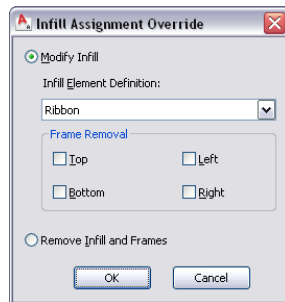 Infill Assignment Override
Modify Infill
Infill Element Definition:
Ribbon
Frame Removal
Top
Left
Bottom
Right
Remove Infill and Frames
OK
Cancel